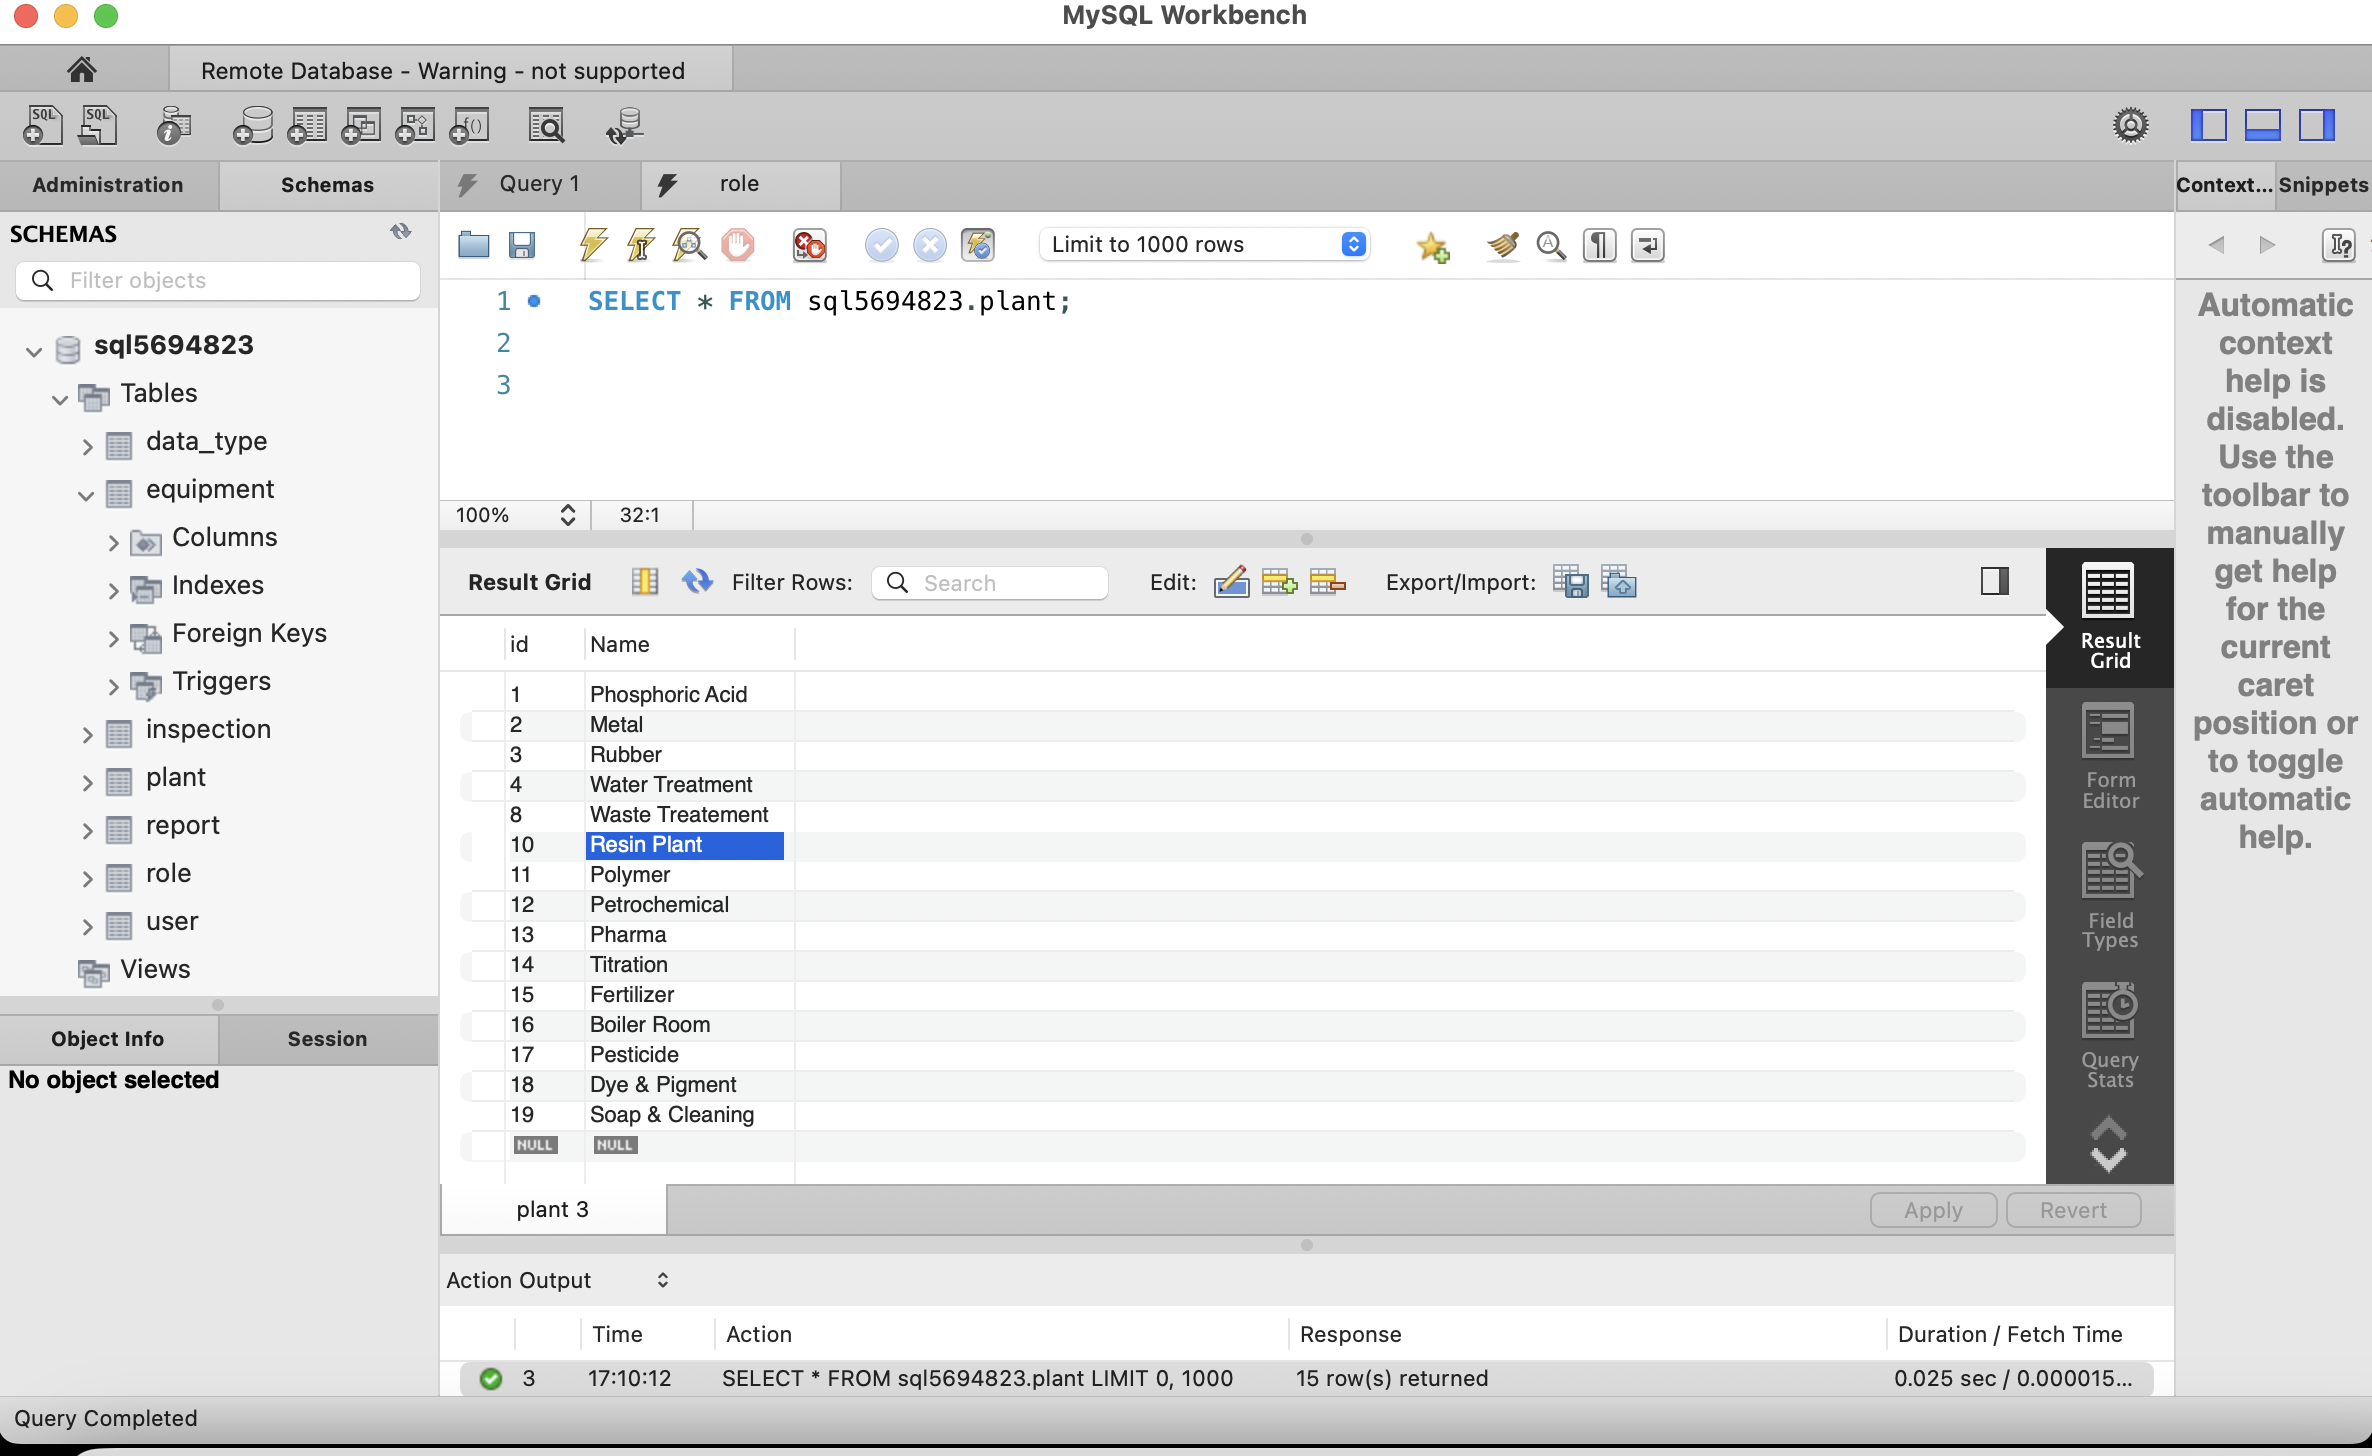 MySQL Workbench
Remote Database - Warning - not supported
Administration
Schemas
Query 1
role
Context...
Snippets
SCHEMAS
Filter objects
Limit to 1000 rows
1 SELECT * FROM sql5694823.plant;
2
3
sql5694823
Tables
data_type
equipment
Columns
Indexes
Foreign Keys
Triggers
inspection
plant
report
role
user
Views
Object Info
Session
No object selected
100%
32:1
Result Grid
Filter Rows:
Search
Edit:
Export/Import:
id Name
1 Phosphoric Acid
2 Metal
3 Rubber
4 Water Treatment
8 Waste Treatement
10 Resin Plant
11 Polymer
12 Petrochemical
13 Pharma
14 Titration
15 Fertilizer
16 Boiler Room
17 Pesticide
18 Dye & Pigment
19 Soap & Cleaning
NULL NULL
Result
Grid
Form
Editor
Field
Types
Query
Stats
Automatic
context
help is
disabled.
Use the
toolbar to
manually
get help
for the
current
caret
position or
to toggle
automatic
help.
plant 3
Apply
Revert
Action Output
Time Action Response Duration / Fetch Time
3 17:10:12 SELECT * FROM sql5694823.plant LIMIT 0, 1000 15 row(s) returned 0.025 sec / 0.000015...
Query Completed